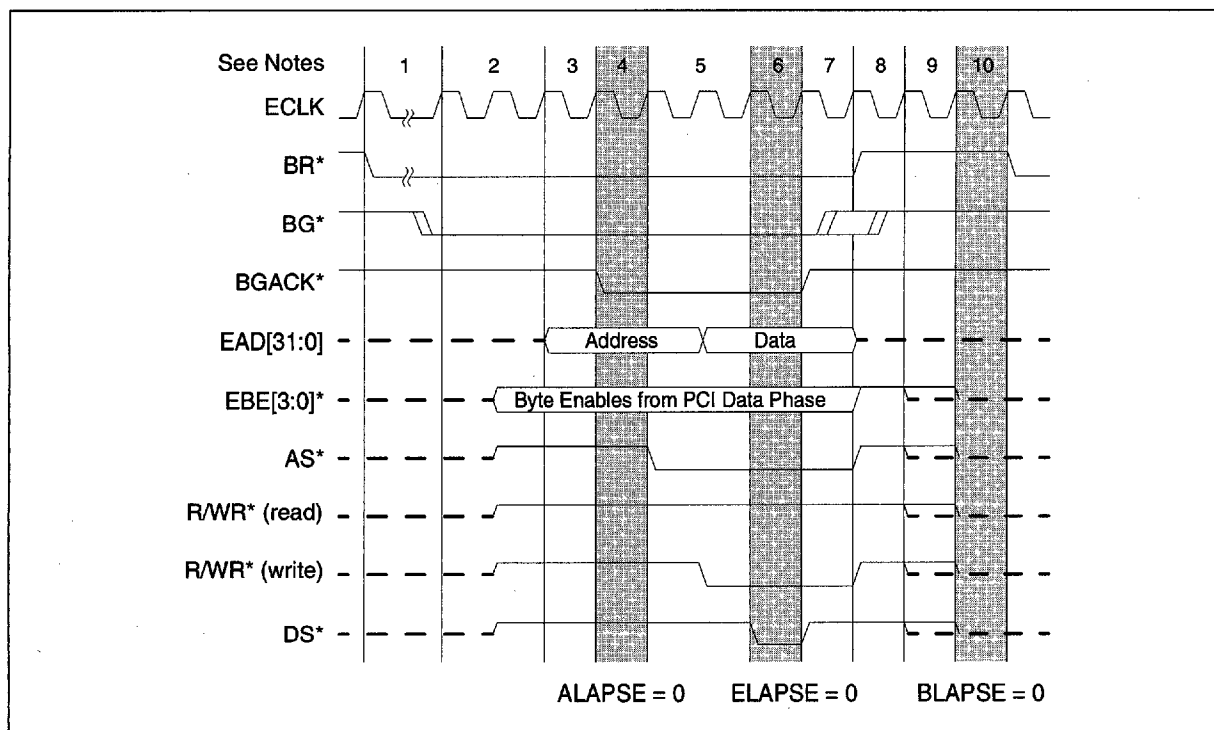 See Notes 1 2 3 4 5 6 7 8 9 10
ECLK
BR*
BG*
BGACK*
EAD[31:0] Address Data
EBE[3:0]* Byte Enables from PCI Data Phase
AS*
R/WR* (read)
R/WR* (write)
DS*
ALAPSE = 0 ELAPSE = 0 BLAPSE = 0